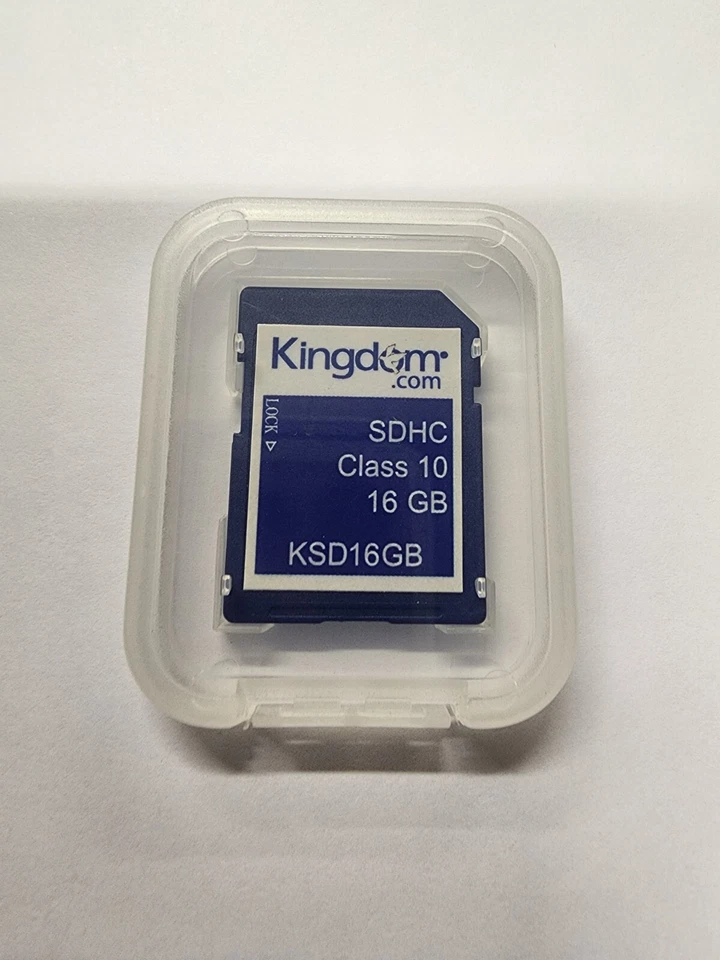 Kingdom
.com
LOCK
SDHC
Class 10
16 GB
KSD16GB